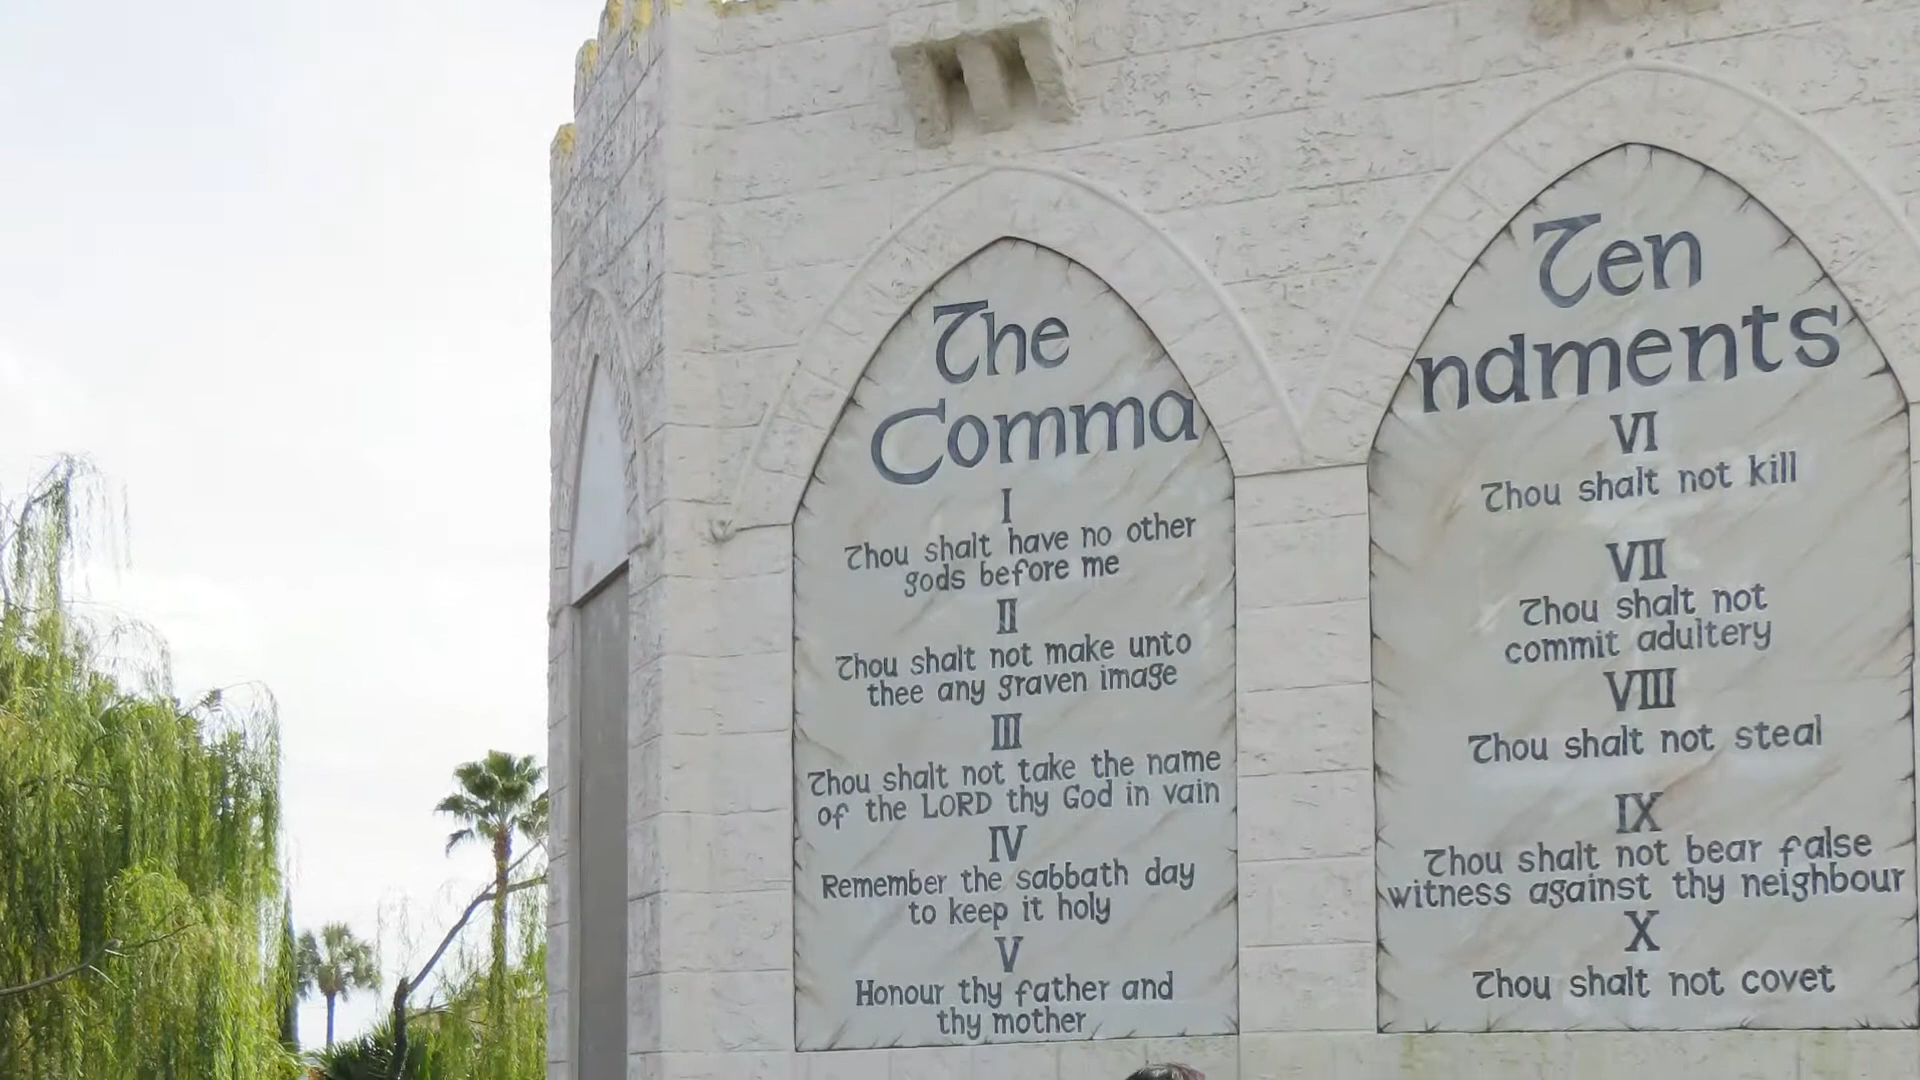 The
Comma
I
Thou shalt have no other
gods before me
II
Thou shalt not make unto
thee any graven image
III
Thou shalt not take the name
of the LORD thy God in vain
IV
Remember the sabbath day
to keep it holy
V
Honour thy father and
thy mother
Ten
ndments
VI
Thou shalt not kill
VII
Thou shalt not
commit adultery
VIII
Thou shalt not steal
IX
Thou shalt not bear false
witness against thy neighbour
X
Thou shalt not covet